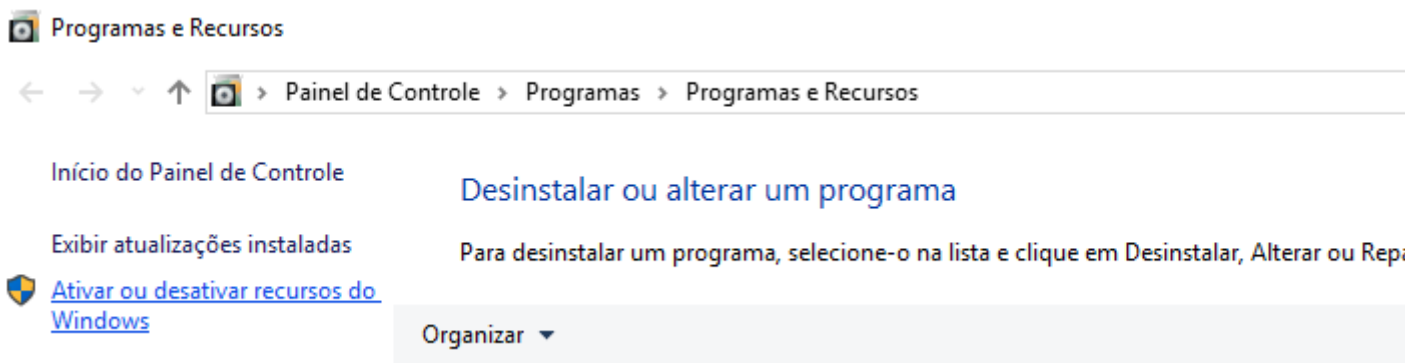 Programas e Recursos
Painel de Controle > Programas > Programas e Recursos
Início do Painel de Controle
Desinstalar ou alterar um programa
Exibir atualizações instaladas
Para desinstalar um programa, selecione-o na lista e clique em Desinstalar, Alterar ou Repa
Ativar ou desativar recursos do
Windows
Organizar